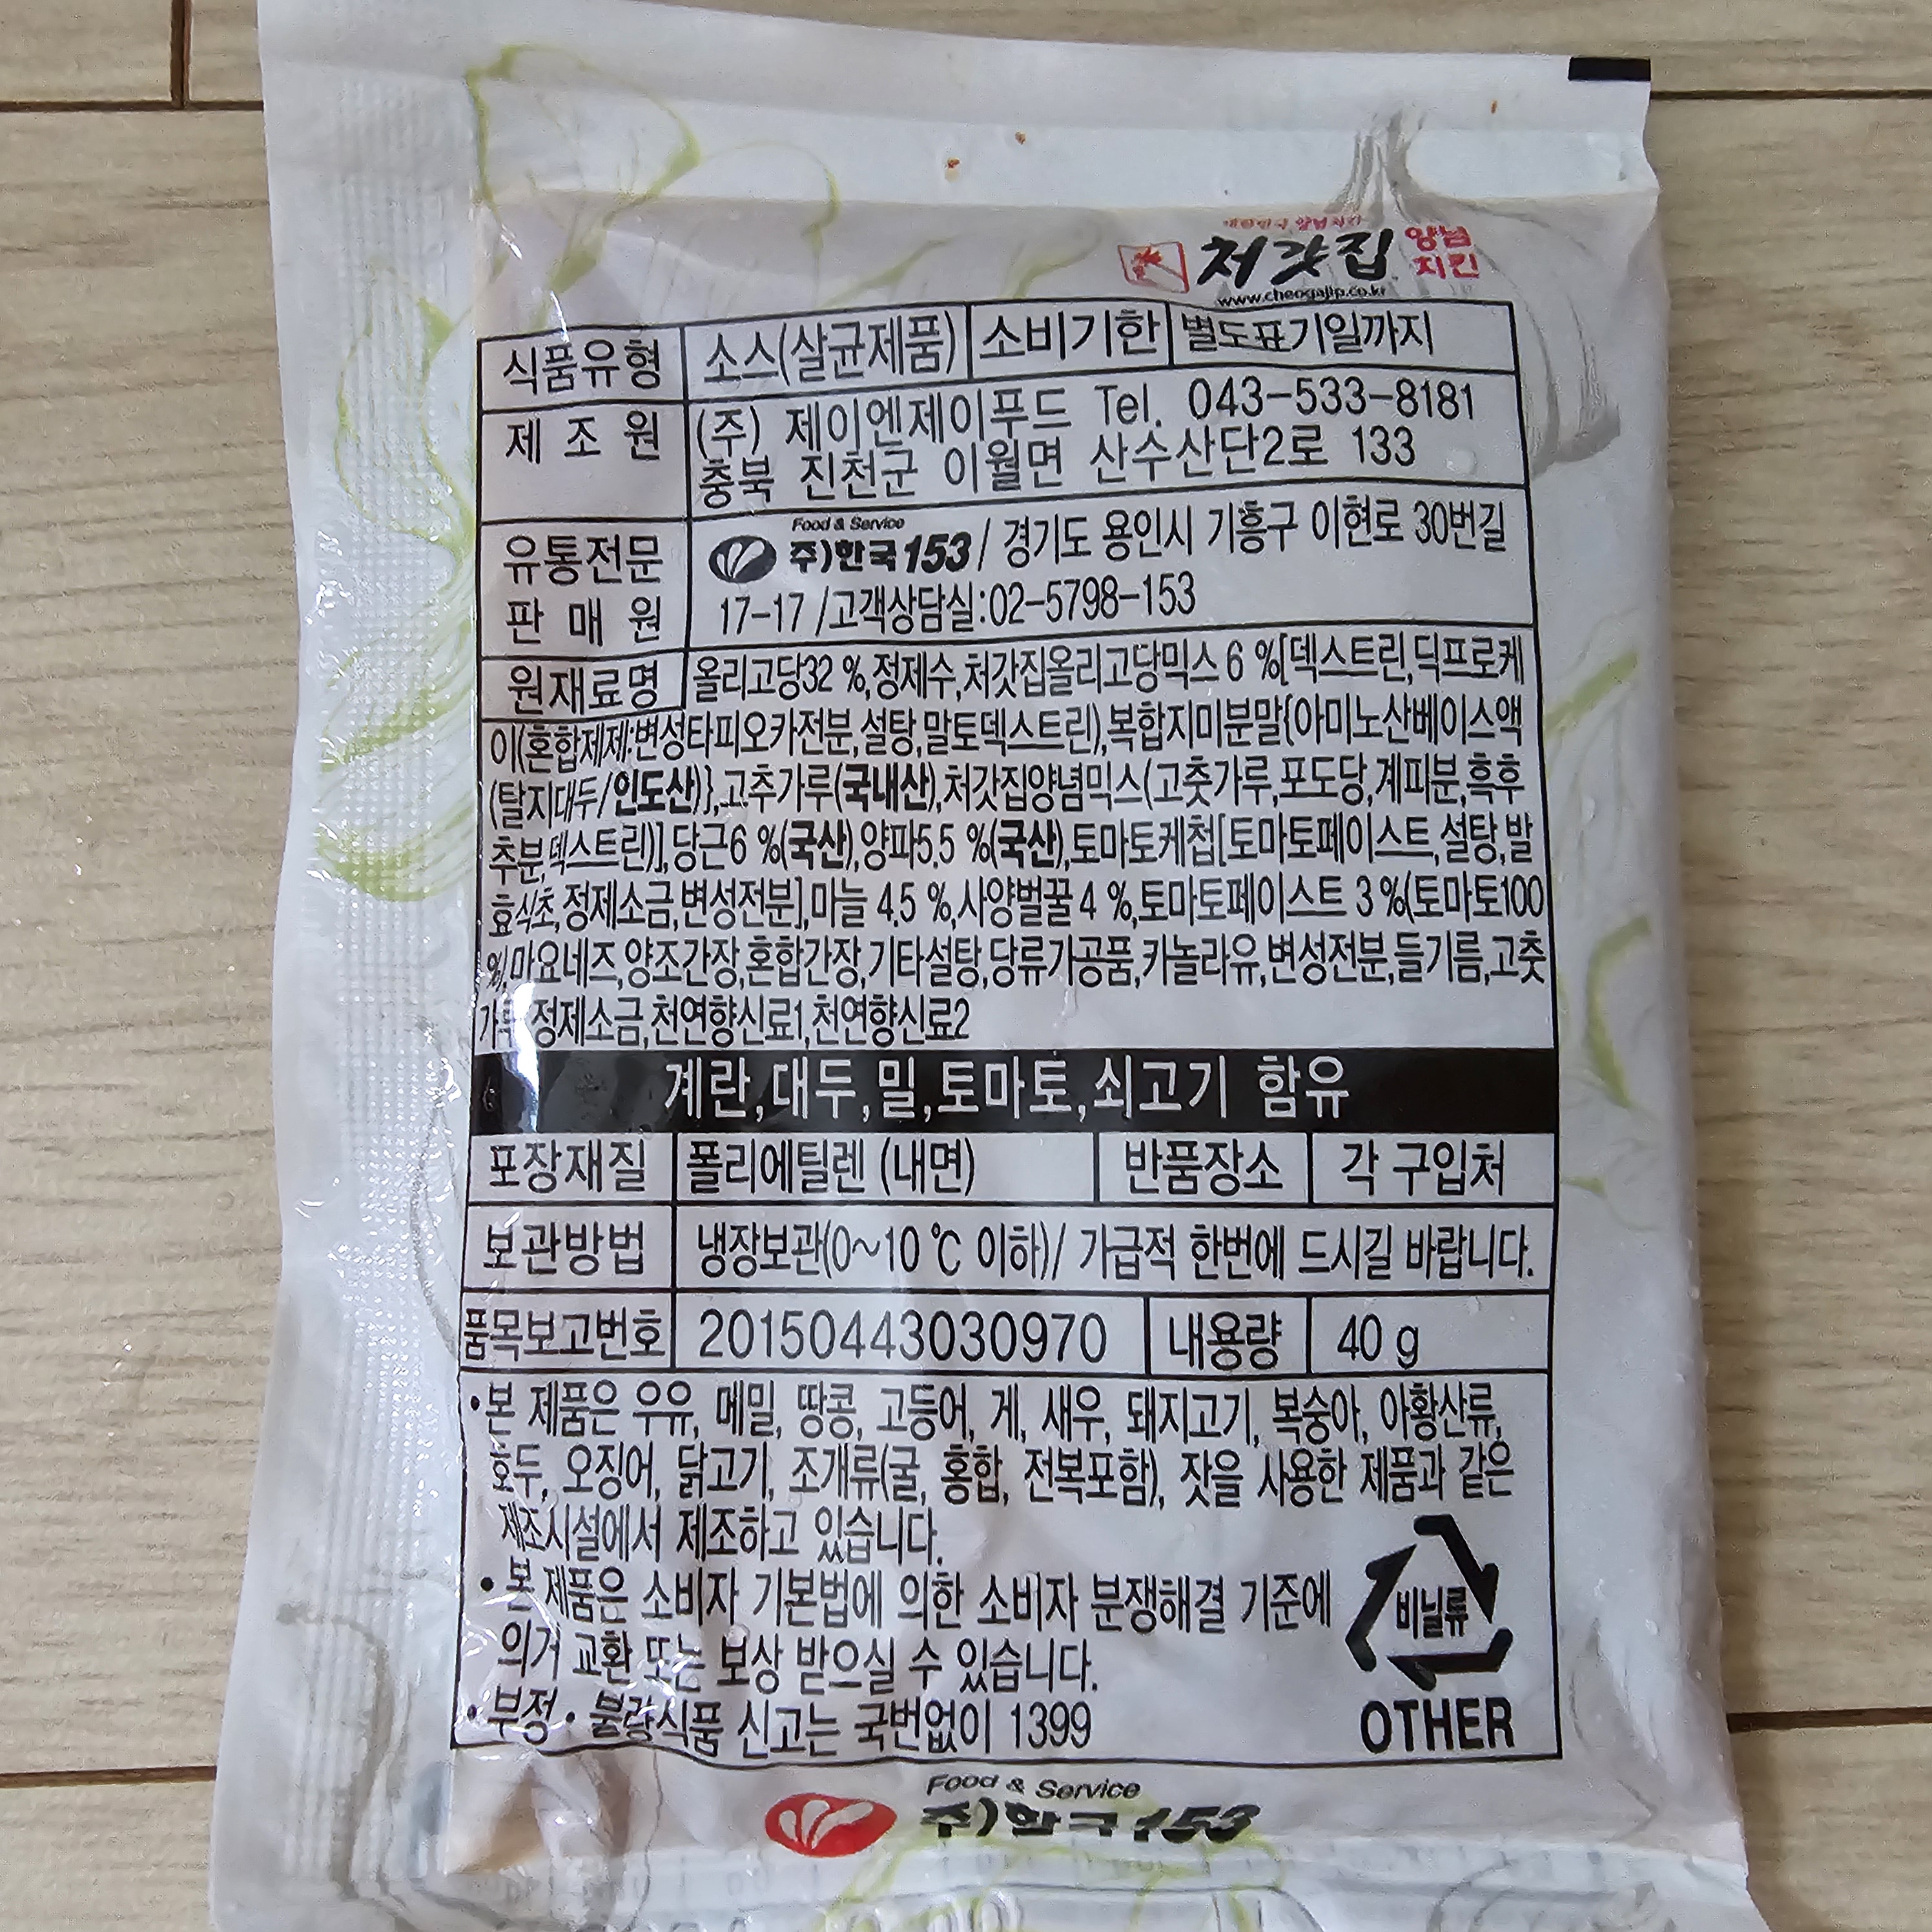 대한민국 양념치킨
처갓집 양념
치킨
www.cheogajip.co.kr
식품유형 소스(살균제품) 소비기한 별도표기일까지
제 조 원 (주) 제이엔제이푸드 Tel. 043-533-8181
충북 진천군 이월면 산수산단2로 133
Food & Service
유통전문 주)한국153 / 경기도 용인시 기흥구 이현로 30번길
판 매 원 17-17 /고객상담실:02-5798-153
원재료명 올리고당32 %,정제수,처갓집올리고당믹스 6 %[덱스트린,딕프로케
이(혼합제제:변성타피오카전분,설탕,말토덱스트린),복합지미분말{아미노산베이스액
(탈지대두/인도산)},고추가루(국내산),처갓집양념믹스(고춧가루,포도당,계피분,흑후
추분,덱스트린)],당근6 %(국산),양파5.5 %(국산),토마토케첩[토마토페이스트,설탕,발
효식초,정제소금,변성전분],마늘 4.5 %,사양벌꿀 4 %,토마토페이스트 3 %(토마토100
%),마요네즈,양조간장,혼합간장,기타설탕,당류가공품,카놀라유,변성전분,들기름,고춧
가루,정제소금,천연향신료1,천연향신료2
계란,대두,밀,토마토,쇠고기 함유
포장재질 폴리에틸렌 (내면) 반품장소 각 구입처
보관방법 냉장보관(0~10 ℃ 이하)/ 가급적 한번에 드시길 바랍니다.
품목보고번호 20150443030970 내용량 40 g
•본 제품은 우유, 메밀, 땅콩, 고등어, 게, 새우, 돼지고기, 복숭아, 아황산류,
호두, 오징어, 닭고기, 조개류(굴, 홍합, 전복포함), 잣을 사용한 제품과 같은
제조시설에서 제조하고 있습니다.
•본 제품은 소비자 기본법에 의한 소비자 분쟁해결 기준에
의거 교환 또는 보상 받으실 수 있습니다.
•부정•불량식품 신고는 국번없이 1399
비닐류
OTHER
Food & Service
주)한국153